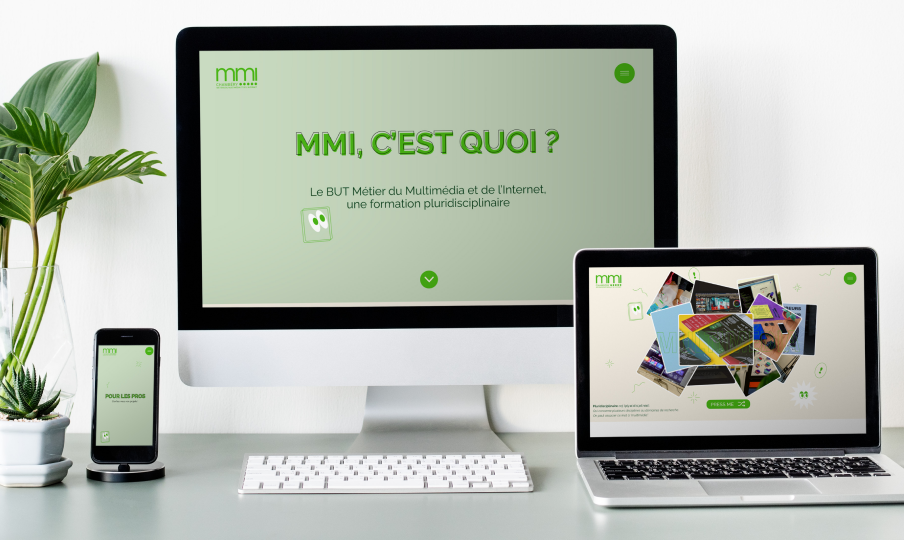 mmi
MMI, C'EST QUOI ?
Le BUT Métier du Multimédia et de l'Internet,
une formation pluridisciplinaire
mmi
PRESS ME
Pluridisciplinaire
mmi
POUR LES PROS